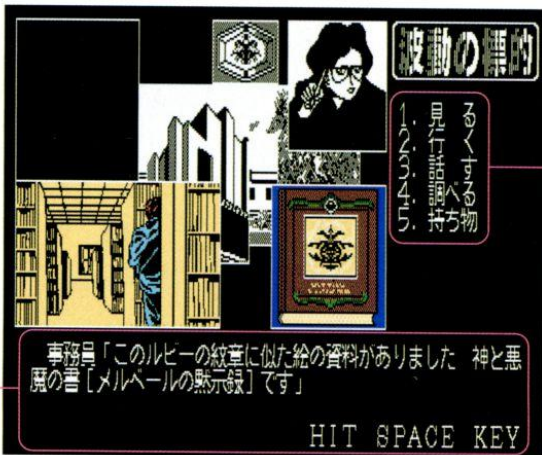 波動の標的
1. 見る
2. 行く
3. 話す
4. 調べる
5. 持ち物
事務員「このルビーの紋章に似た絵の資料がありました　神と悪
魔の書［メルベールの黙示録］です」
HIT SPACE KEY